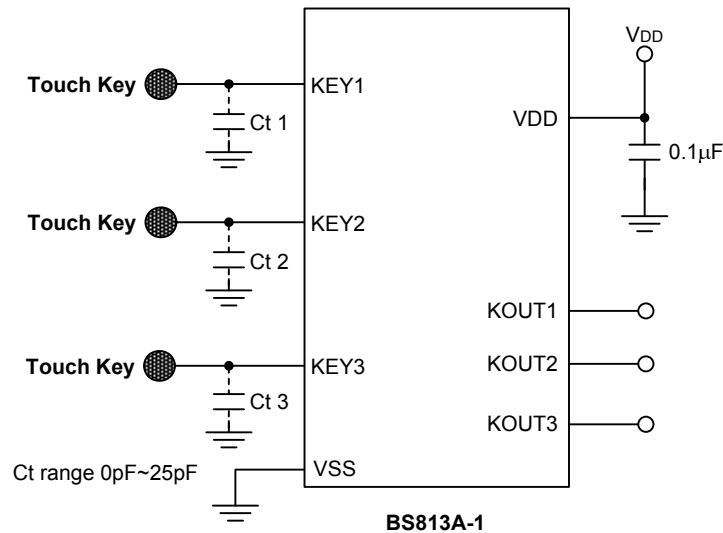 Touch Key
KEY1
Ct 1
Touch Key
KEY2
Ct 2
Touch Key
KEY3
Ct 3
Ct range 0pF~25pF
VSS
VDD
VDD
0.1μF
KOUT1
KOUT2
KOUT3
BS813A-1